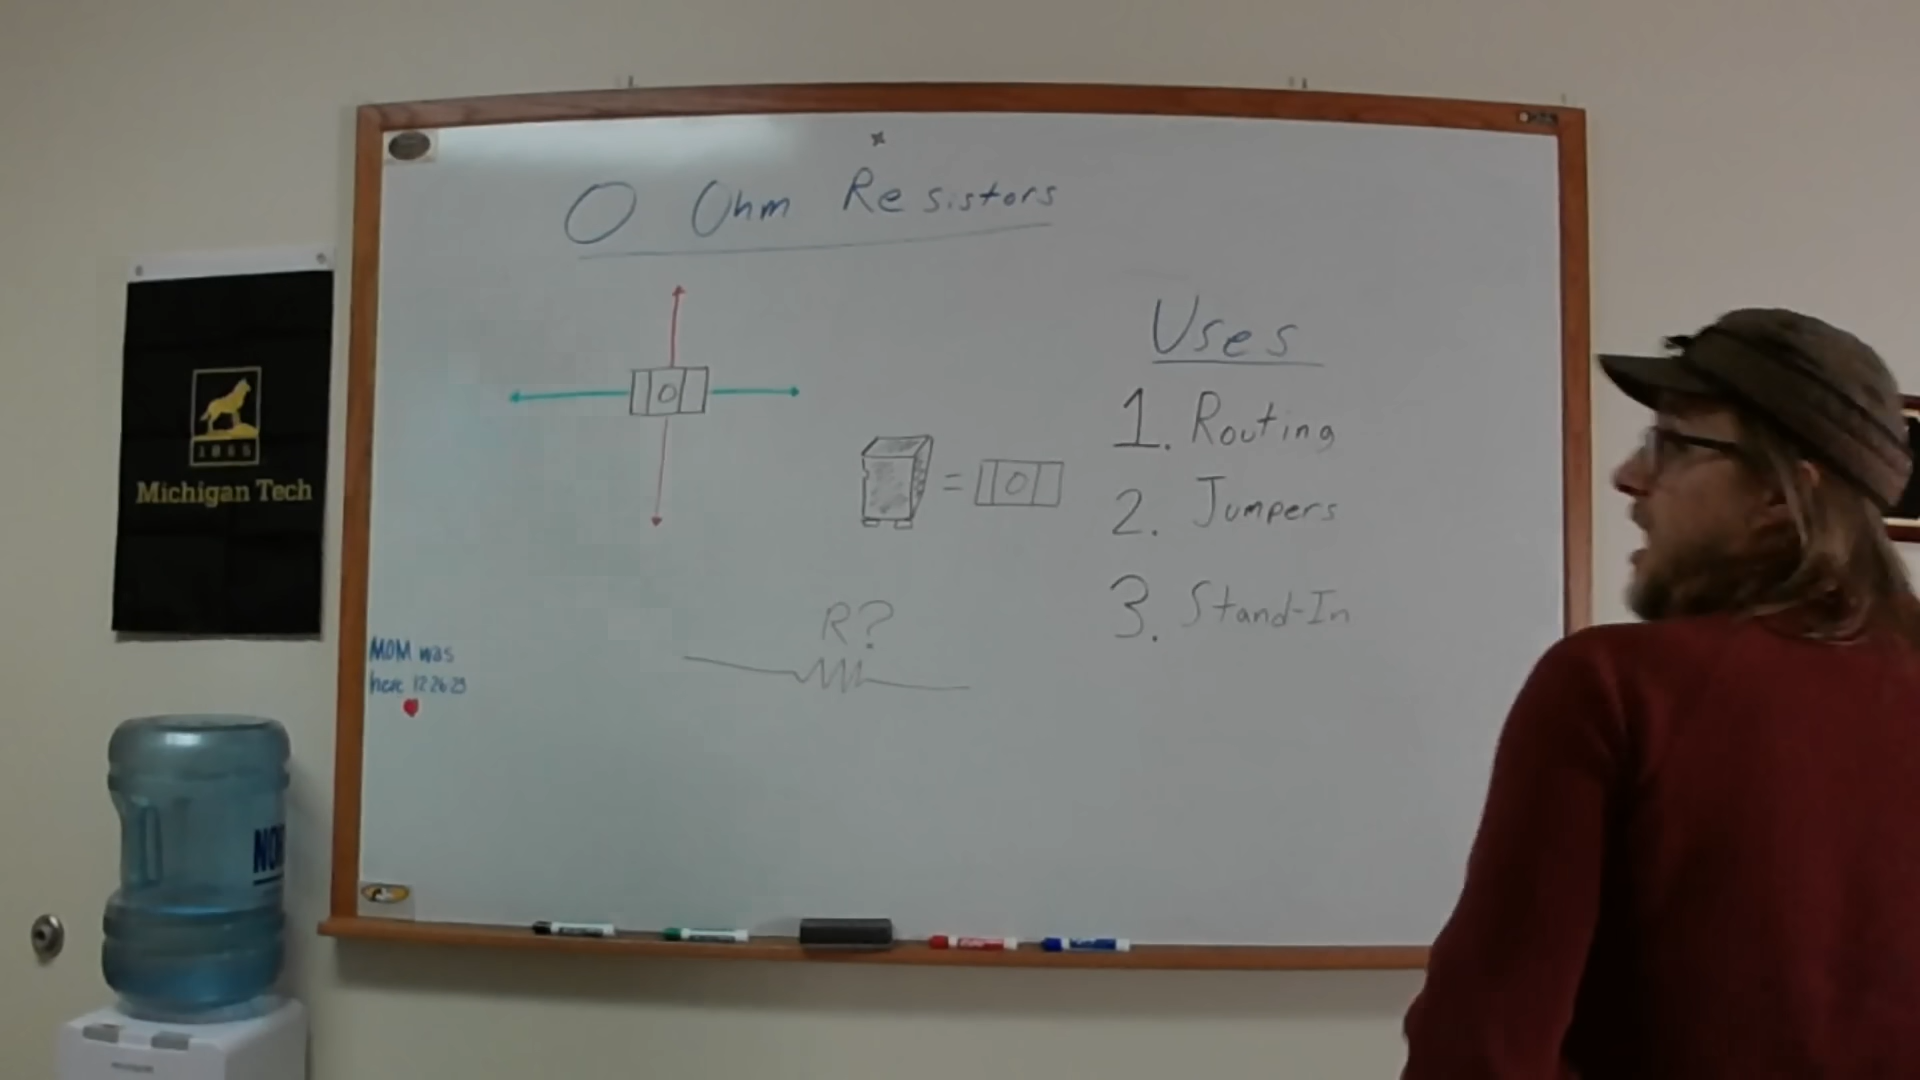 0 Ohm Resistors
Uses
1. Routing
2. Jumpers
3. Stand-In
0
= 0
R?
MOM was
here 12·26·23
1885
Michigan Tech